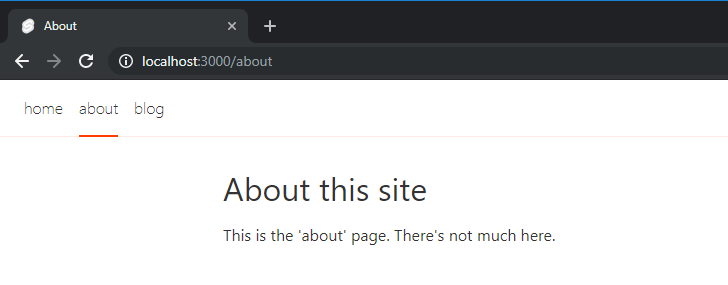 About
localhost:3000/about
home about blog
About this site
This is the 'about' page. There's not much here.